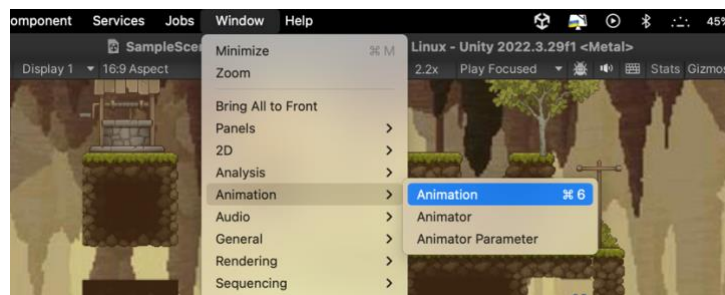 omponent Services Jobs Window Help 45%
SampleScen Linux - Unity 2022.3.29f1 <Metal>
Display 1 16:9 Aspect 2.2x Play Focused Stats Gizmos
Minimize ⌘ M
Zoom
Bring All to Front
Panels
2D
Analysis
Animation
Audio
General
Rendering
Sequencing
Animation ⌘ 6
Animator
Animator Parameter